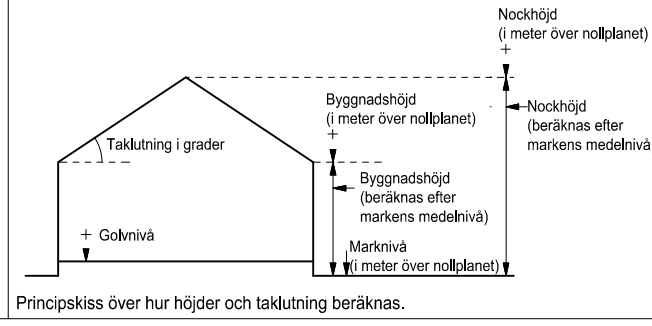 Nockhöjd
(i meter över nollplanet)
+
Byggnadshöjd
(i meter över nollplanet)
+
Nockhöjd
(beräknas efter
markens medelnivå
Taklutning i grader
Byggnadshöjd
(beräknas efter
markens medelnivå)
+ Golvnivå
Marknivå
(i meter över nollplanet)
Principskiss över hur höjder och taklutning beräknas.